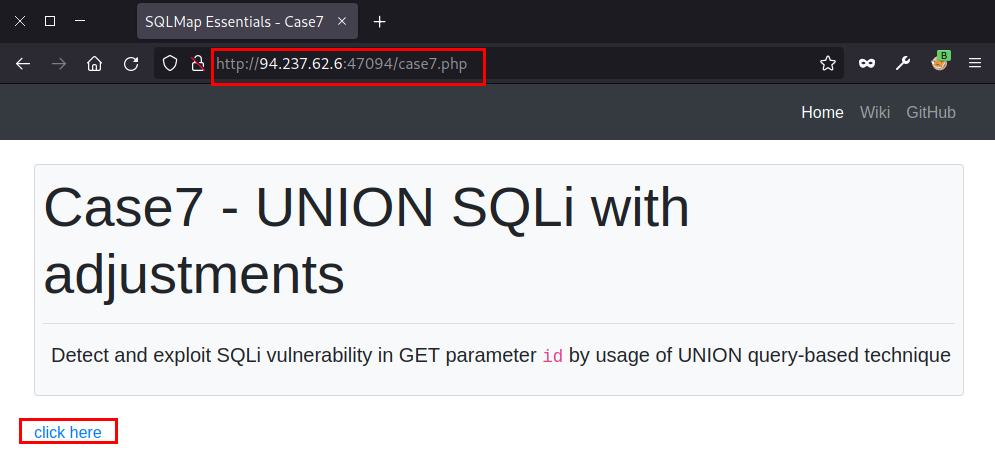 SQLMap Essentials - Case7
http://94.237.62.6:47094/case7.php
B
Home Wiki GitHub
Case7 - UNION SQLi with
adjustments
Detect and exploit SQLi vulnerability in GET parameter id by usage of UNION query-based technique
click here